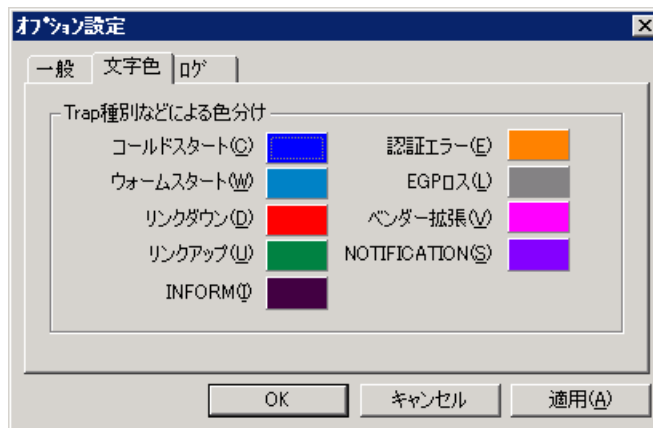 オプション設定
一般 文字色 ログ
Trap種別などによる色分け
コールドスタート(C)
ウォームスタート(W)
リンクダウン(D)
リンクアップ(U)
INFORM(I)
認証エラー(E)
EGPロス(L)
ベンダー拡張(V)
NOTIFICATION(S)
OK キャンセル 適用(A)